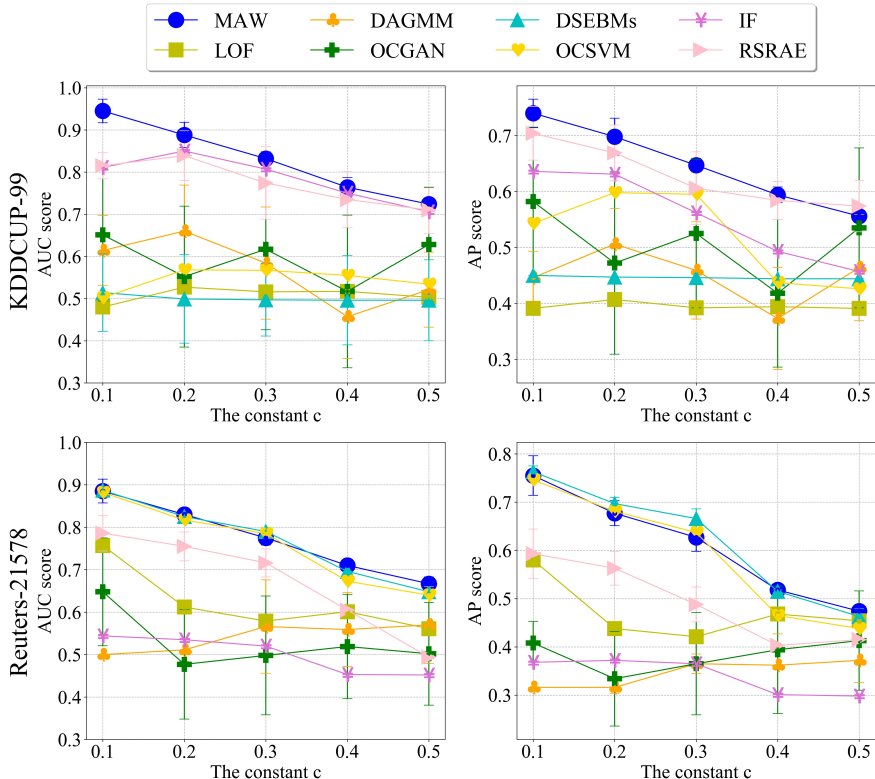 MAW DAGMM DSEBMs IF
LOF OCGAN OCSVM RSRAE
KDDCUP-99
AUC score
1.0
0.9
0.8
0.7
0.6
0.5
0.4
0.3
0.1 0.2 0.3 0.4 0.5
The constant c
AP score
0.7
0.6
0.5
0.4
0.3
0.1 0.2 0.3 0.4 0.5
The constant c
Reuters-21578
AUC score
1.0
0.9
0.8
0.7
0.6
0.5
0.4
0.3
0.1 0.2 0.3 0.4 0.5
The constant c
AP score
0.8
0.7
0.6
0.5
0.4
0.3
0.1 0.2 0.3 0.4 0.5
The constant c